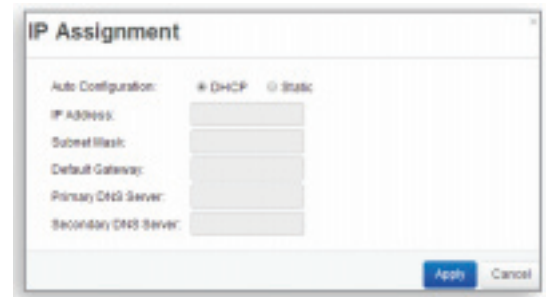 IP Assignment
Auto Configuration: DHCP Static
IP Address:
Subnet Mask:
Default Gateway:
Primary DNS Server:
Secondary DNS Server:
Apply Cancel